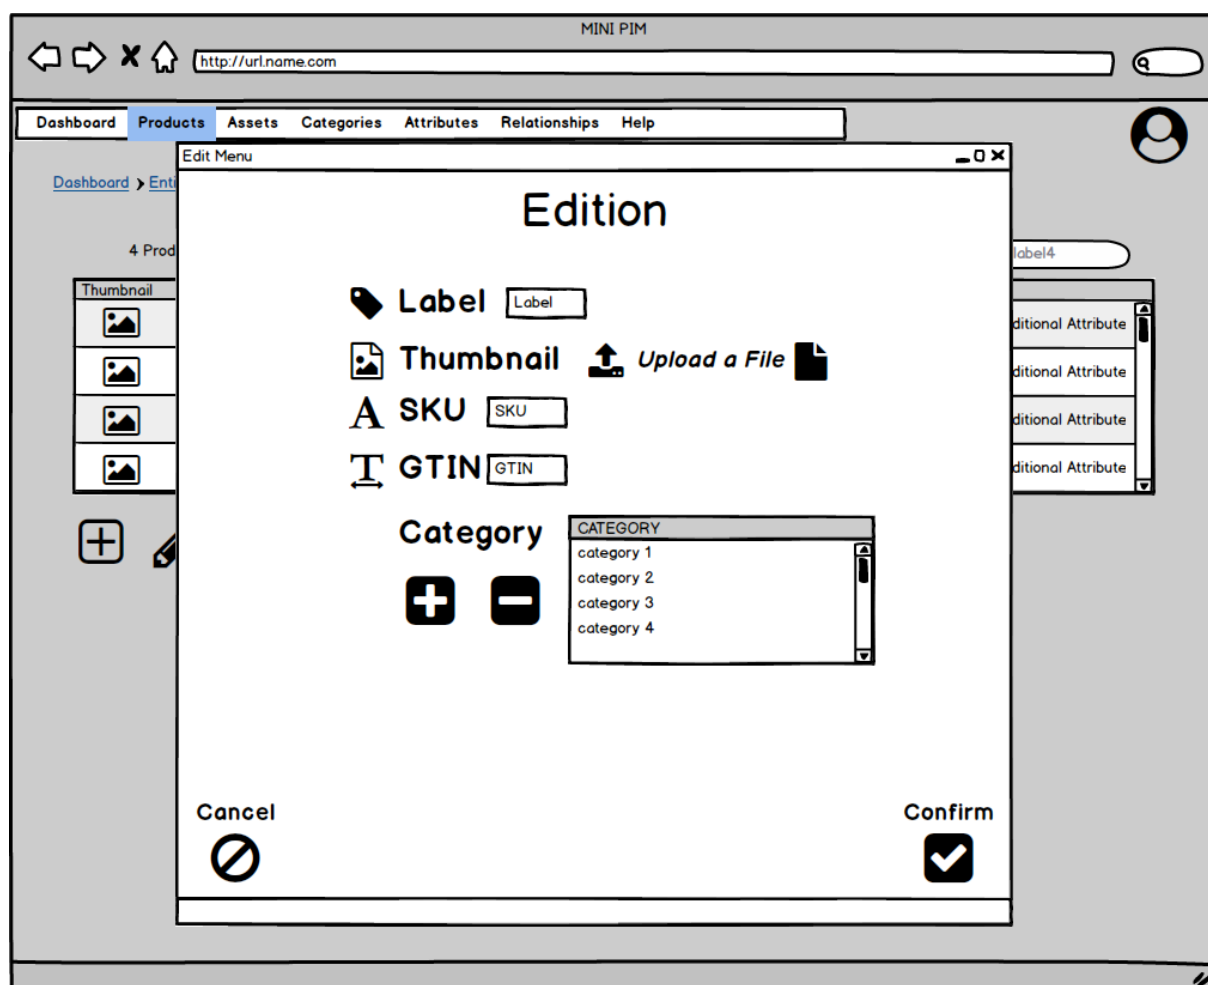 MINI PIM
http://url.name.com
Dashboard Products Assets Categories Attributes Relationships Help
Edit Menu
Dashboard > Enti
Edition
4 Prod
label4
Thumbnail
Label Label
ditional Attribute
Thumbnail Upload a File
ditional Attribute
A SKU SKU
ditional Attribute
T GTIN GTIN
ditional Attribute
Category CATEGORY
category 1
category 2
category 3
category 4
Cancel Confirm